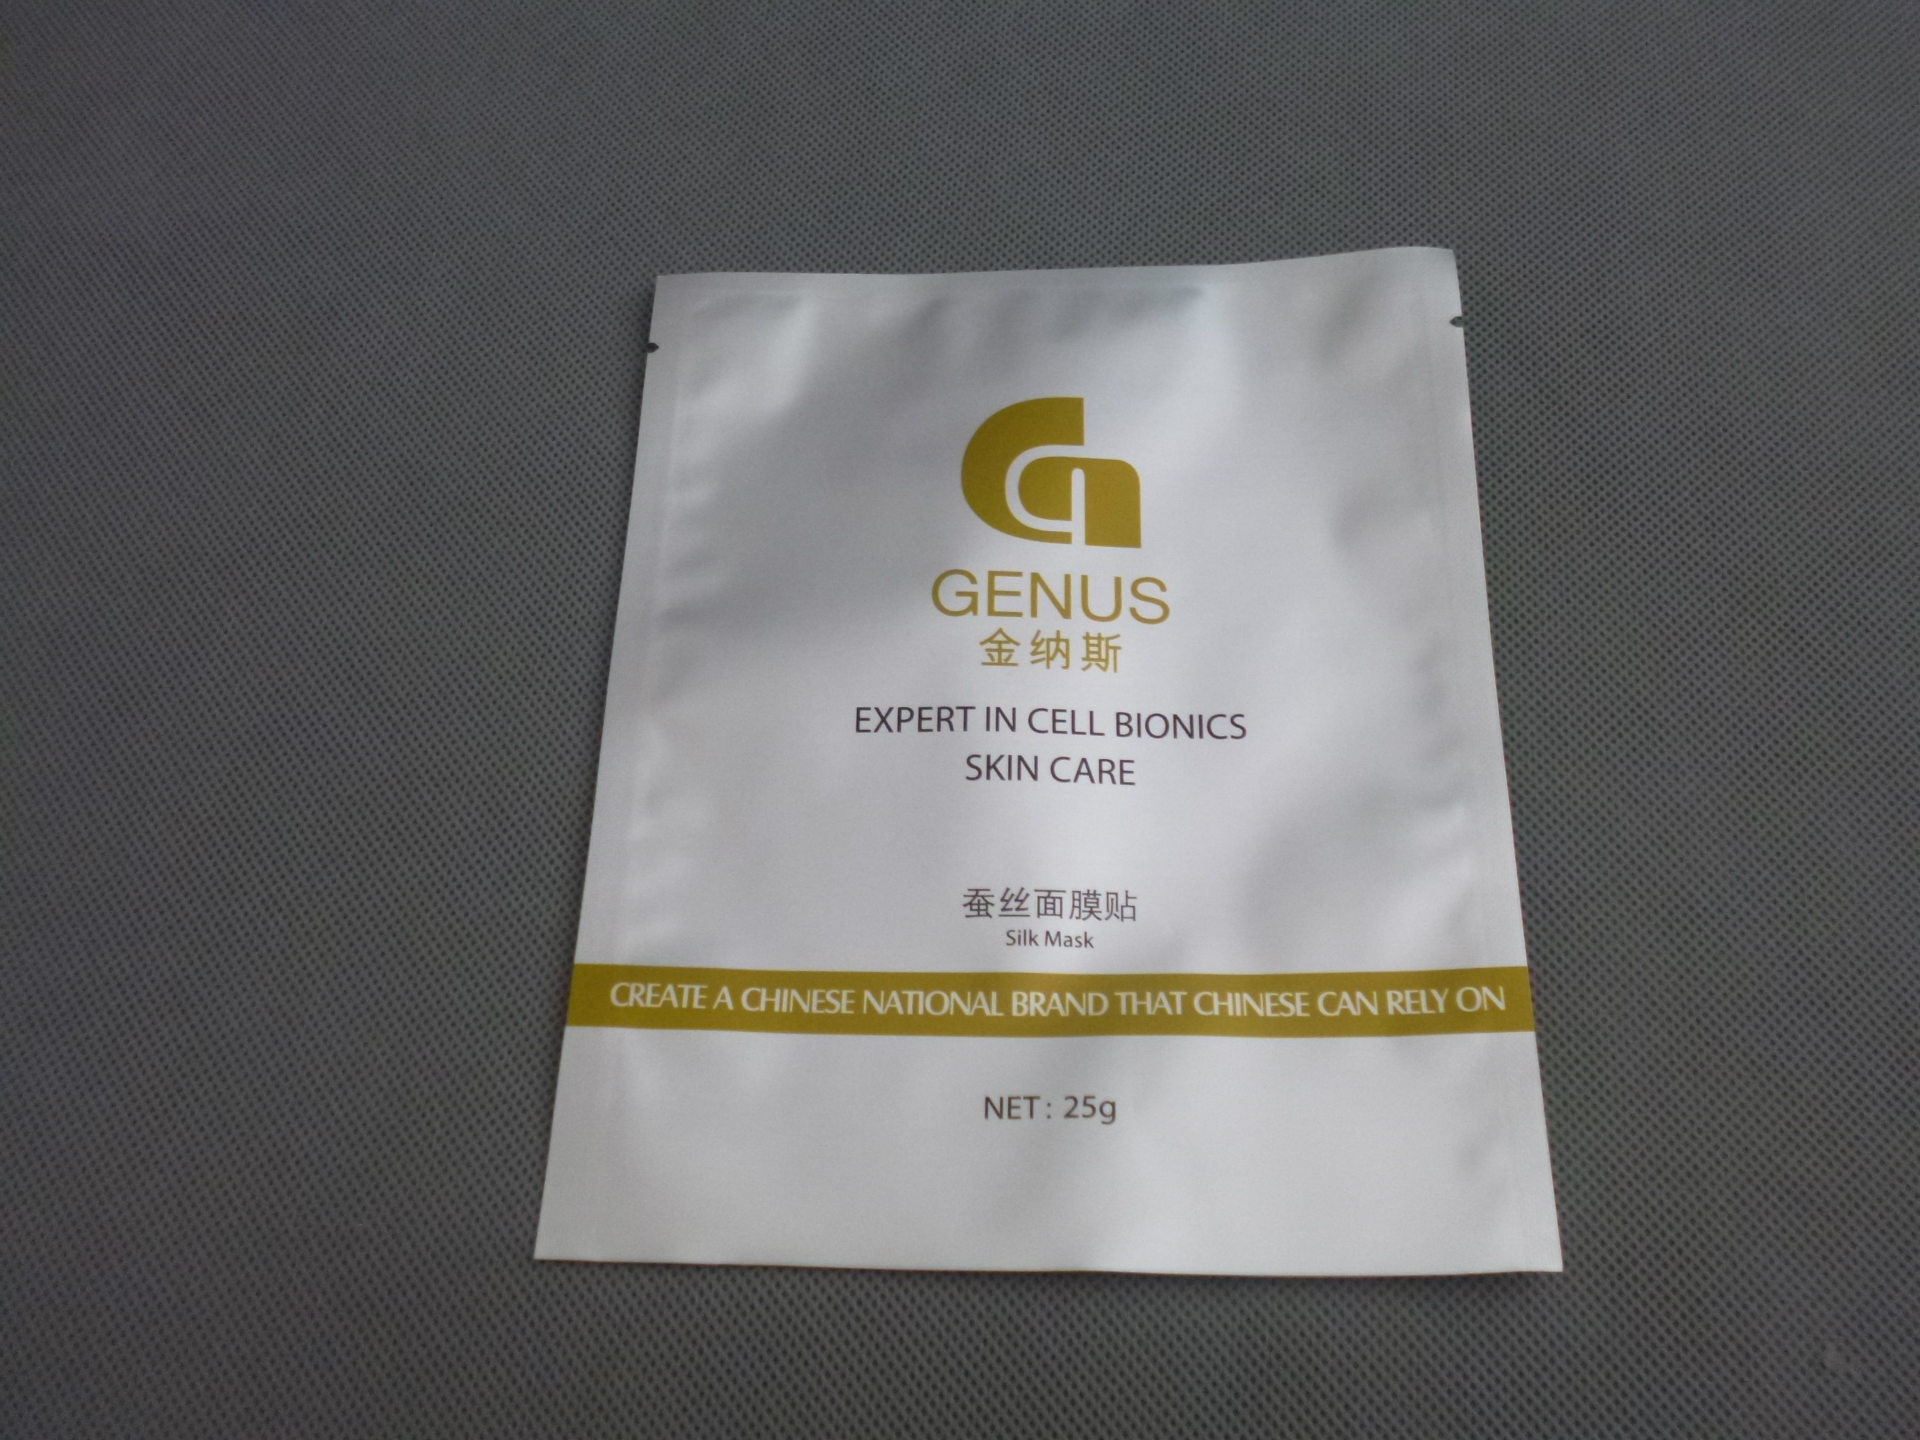 GENUS
金纳斯
EXPERT IN CELL BIONICS
SKIN CARE
蚕丝面膜贴
Silk Mask
CREATE A CHINESE NATIONAL BRAND THAT CHINESE CAN RELY ON
NET: 25g